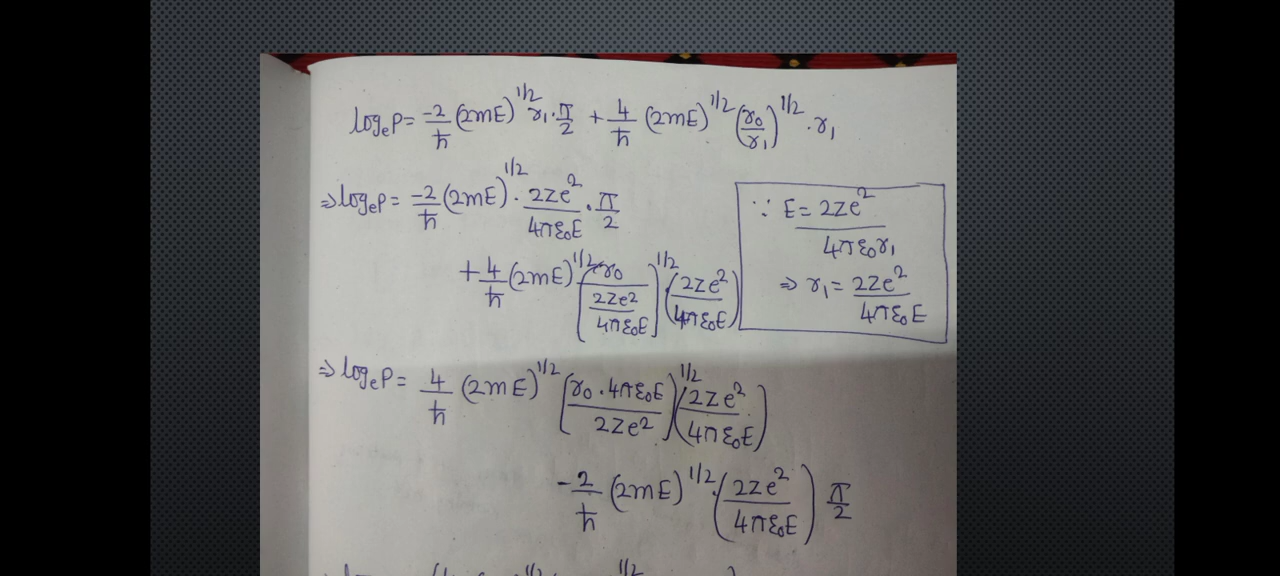 logₑP = -2/ħ (2mE)^1/2 r₁ · π/2 + 4/ħ (2mE)^1/2 (r₀/r₁)^1/2 · r₁
⇒ logₑP = -2/ħ (2mE)^1/2 · 2Ze²/4πε₀E · π/2
+ 4/ħ (2mE)^1/2 [r₀/(2Ze²/4πε₀E)]^1/2 (2Ze²/4πε₀E)
∵ E = 2Ze²/4πε₀r₁
⇒ r₁ = 2Ze²/4πε₀E
⇒ logₑP = 4/ħ (2mE)^1/2 (r₀ · 4πε₀E/2Ze²)^1/2 (2Ze²/4πε₀E)
-2/ħ (2mE)^1/2 · (2Ze²/4πε₀E) π/2